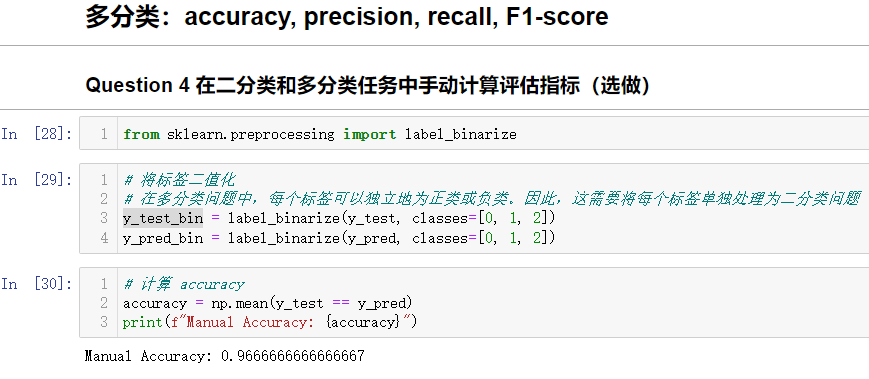 多分类：accuracy, precision, recall, F1-score
Question 4 在二分类和多分类任务中手动计算评估指标（选做）
In [28]:
1 from sklearn.preprocessing import label_binarize
In [29]:
1 # 将标签二值化
2 # 在多分类问题中，每个标签可以独立地为正类或负类。因此，这需要将每个标签单独处理为二分类问题
3 y_test_bin = label_binarize(y_test, classes=[0, 1, 2])
4 y_pred_bin = label_binarize(y_pred, classes=[0, 1, 2])
In [30]:
1 # 计算 accuracy
2 accuracy = np.mean(y_test == y_pred)
3 print(f"Manual Accuracy: {accuracy}")
Manual Accuracy: 0.9666666666666667